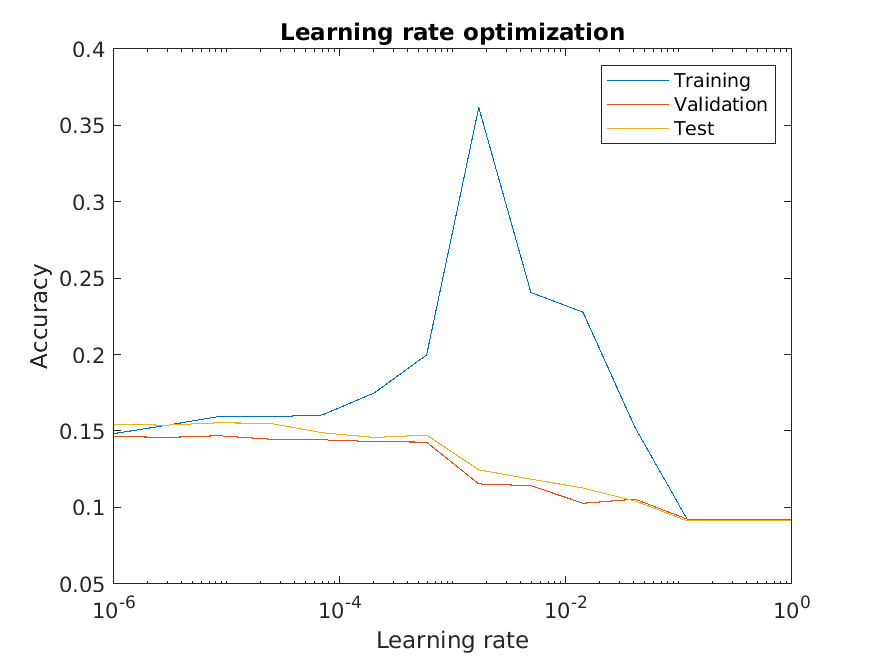 Learning rate optimization
0.4
0.35
0.3
0.25
0.2
0.15
0.1
0.05
Accuracy
Training
Validation
Test
10^-6
10^-4
10^-2
10^0
Learning rate